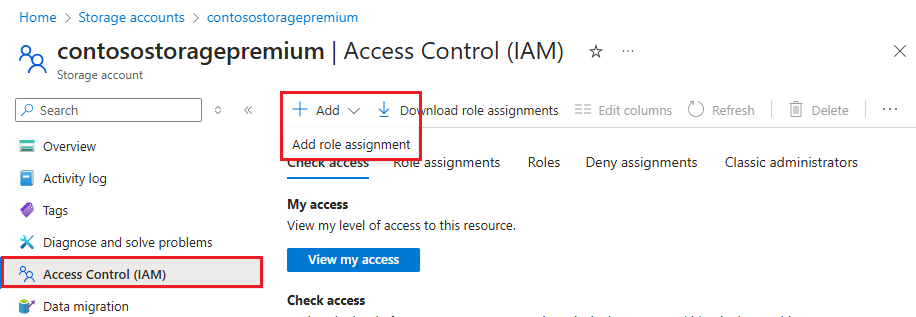 Home > Storage accounts > contosostoragepremium
contosostoragepremium | Access Control (IAM)
Storage account
Search
Add
Download role assignments
Edit columns
Refresh
Delete
Add role assignment
Overview
Activity log
Tags
Diagnose and solve problems
Access Control (IAM)
Data migration
Check access
Role assignments
Roles
Deny assignments
Classic administrators
My access
View my level of access to this resource.
View my access
Check access